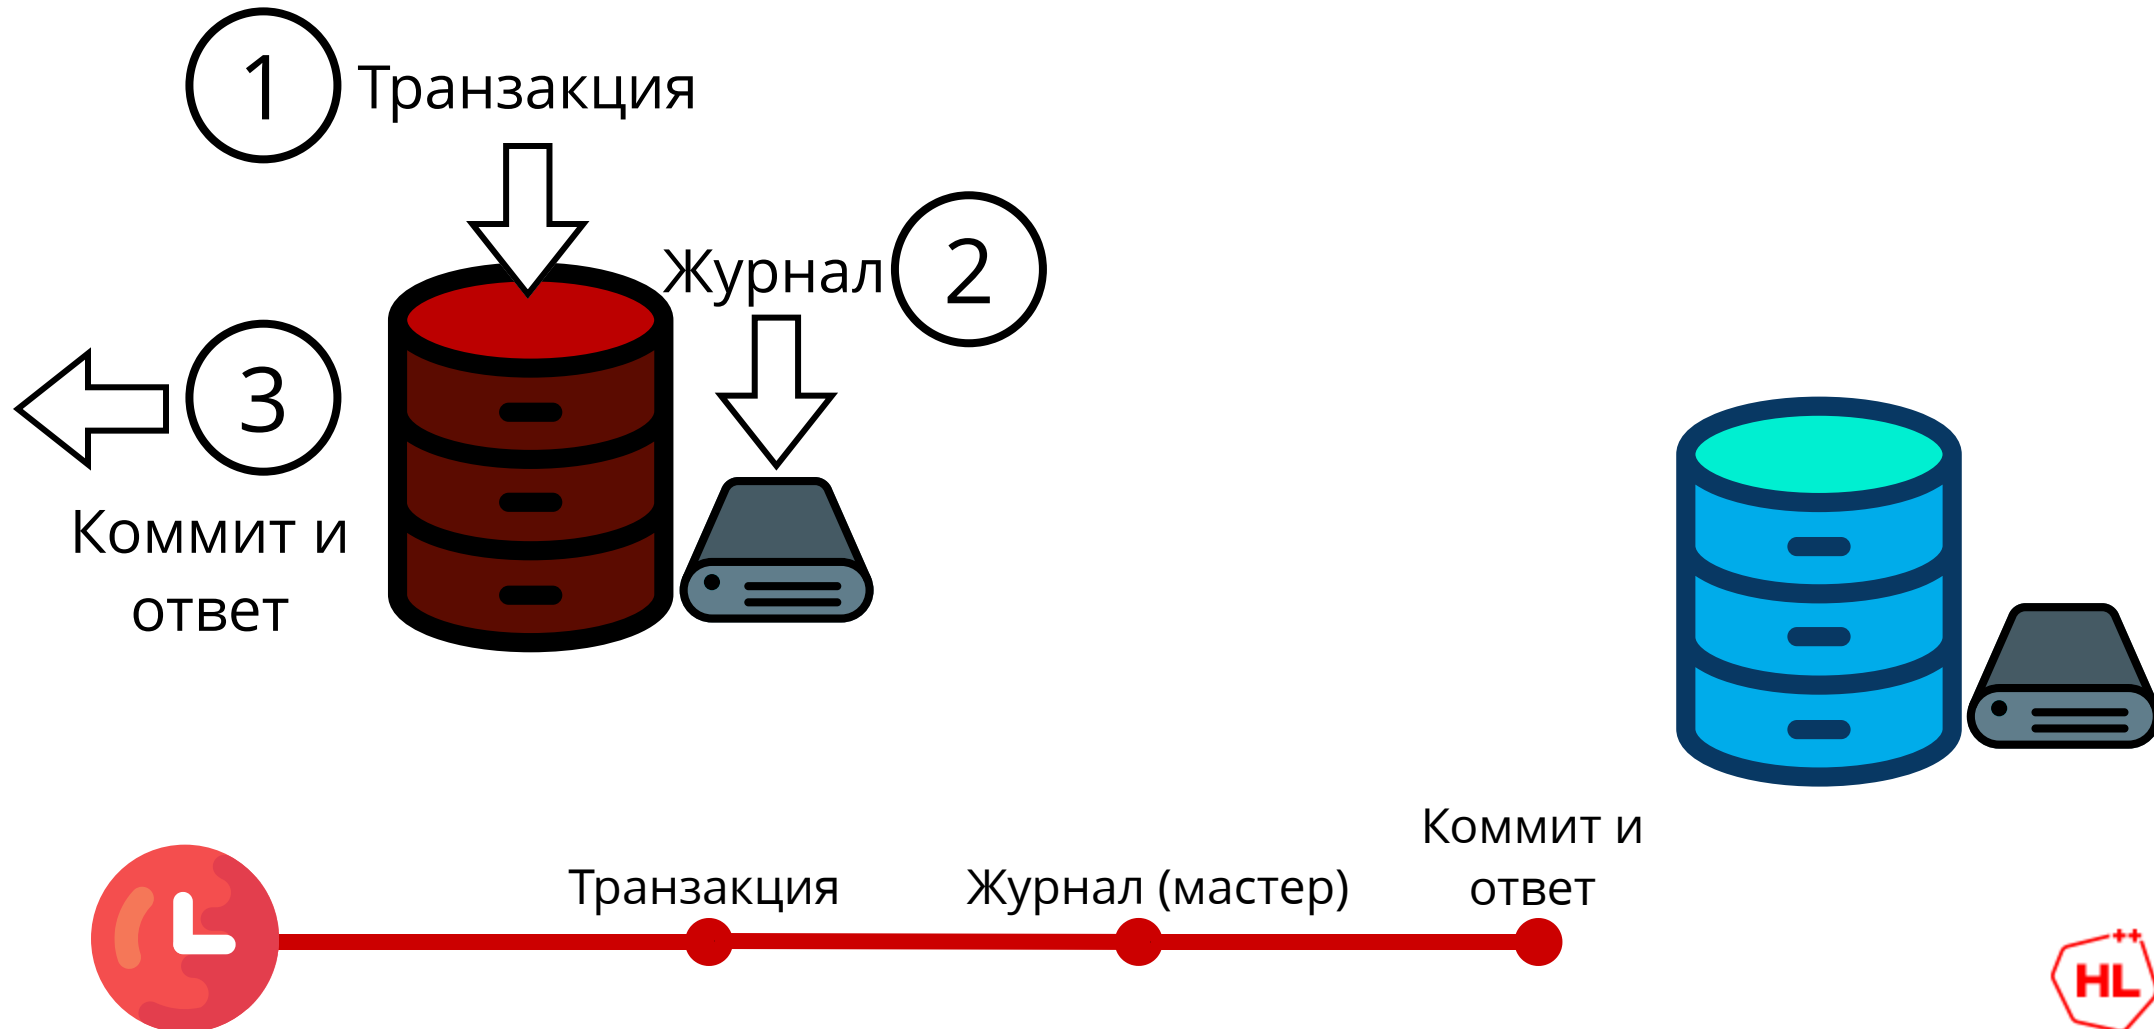 1
Транзакция
Журнал
2
3
Коммит и
ответ
Транзакция
Журнал (мастер)
Коммит и
ответ
HL
++